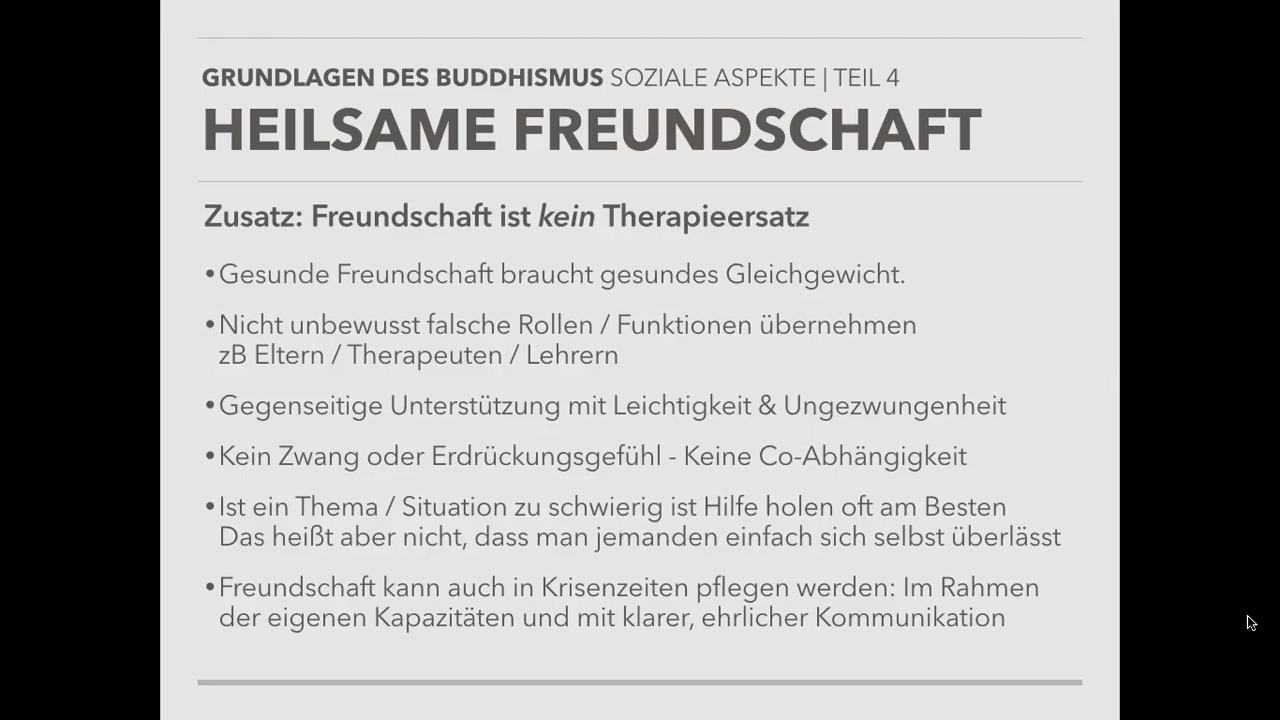 GRUNDLAGEN DES BUDDHISMUS SOZIALE ASPEKTE | TEIL 4
HEILSAME FREUNDSCHAFT
Zusatz: Freundschaft ist kein Therapieersatz
•Gesunde Freundschaft braucht gesundes Gleichgewicht.
•Nicht unbewusst falsche Rollen / Funktionen übernehmen
zB Eltern / Therapeuten / Lehrern
•Gegenseitige Unterstützung mit Leichtigkeit & Ungezwungenheit
•Kein Zwang oder Erdrückungsgefühl - Keine Co-Abhängigkeit
•Ist ein Thema / Situation zu schwierig ist Hilfe holen oft am Besten
Das heißt aber nicht, dass man jemanden einfach sich selbst überlässt
•Freundschaft kann auch in Krisenzeiten pflegen werden: Im Rahmen
der eigenen Kapazitäten und mit klarer, ehrlicher Kommunikation